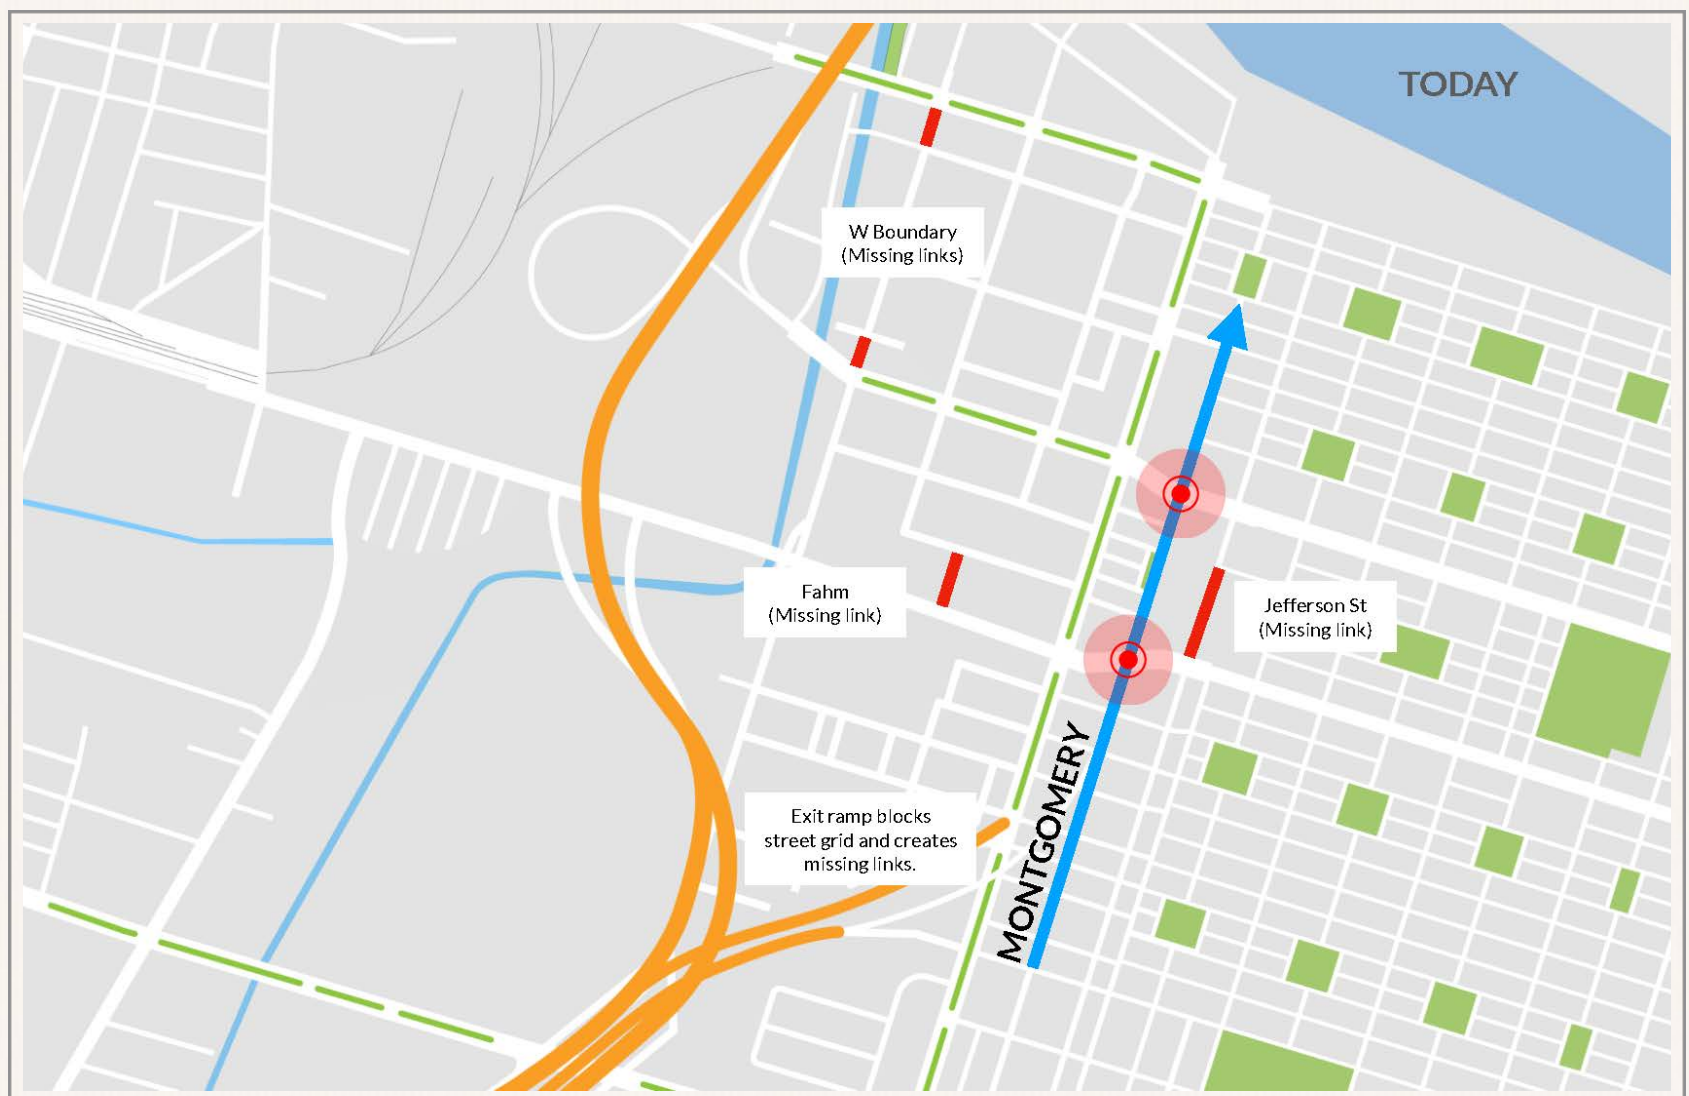 TODAY
W Boundary
(Missing links)
Fahm
(Missing link)
Jefferson St
(Missing link)
Exit ramp blocks
street grid and creates
missing links.
MONTGOMERY